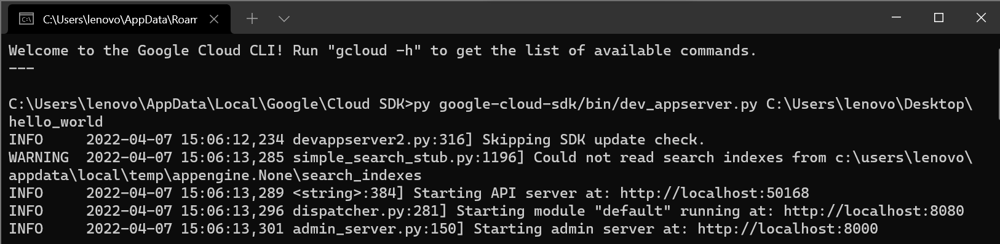 C:\Users\lenovo\AppData\Roam
Welcome to the Google Cloud CLI! Run "gcloud -h" to get the list of available commands.
---
C:\Users\lenovo\AppData\Local\Google\Cloud SDK>py google-cloud-sdk/bin/dev_appserver.py C:\Users\lenovo\Desktop\
hello_world
INFO     2022-04-07 15:06:12,234 devappserver2.py:316] Skipping SDK update check.
WARNING  2022-04-07 15:06:13,285 simple_search_stub.py:1196] Could not read search indexes from c:\users\lenovo\
appdata\local\temp\appengine.None\search_indexes
INFO     2022-04-07 15:06:13,289 <string>:384] Starting API server at: http://localhost:50168
INFO     2022-04-07 15:06:13,296 dispatcher.py:281] Starting module "default" running at: http://localhost:8080
INFO     2022-04-07 15:06:13,301 admin_server.py:150] Starting admin server at: http://localhost:8000